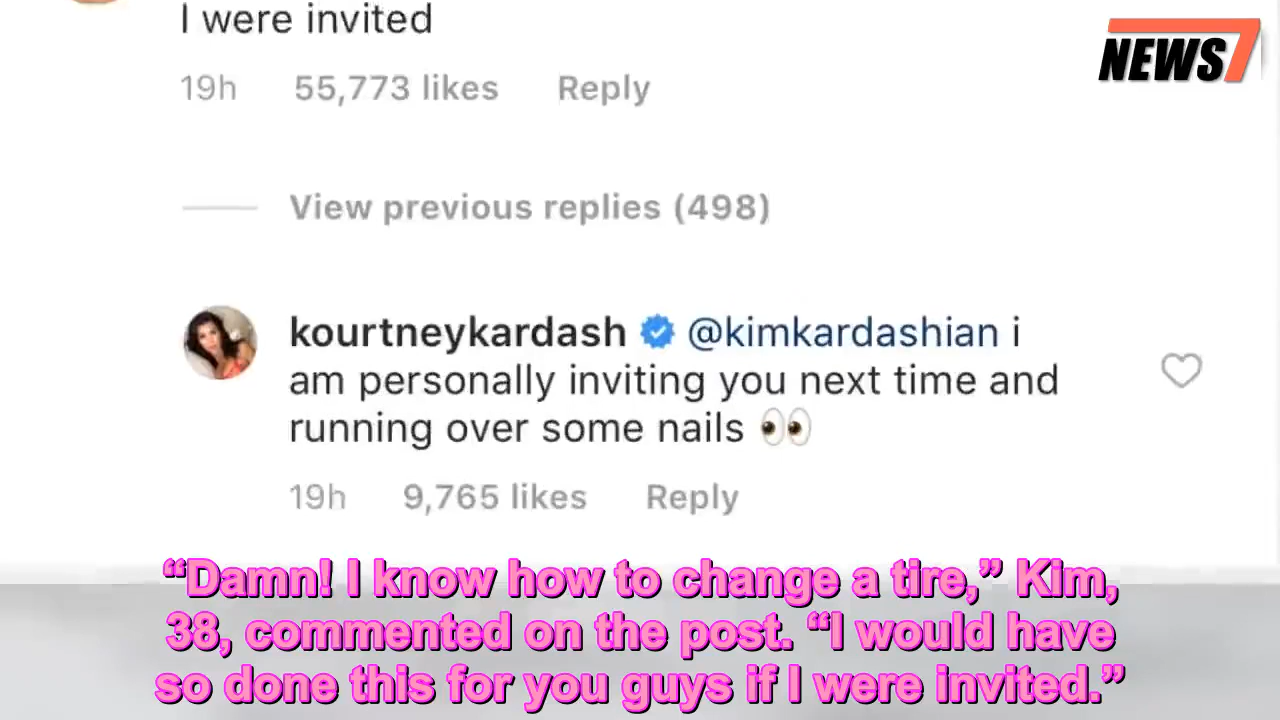 I were invited
NEWS7
19h 55,773 likes Reply
View previous replies (498)
kourtneykardash @kimkardashian i
am personally inviting you next time and
running over some nails 👀
19h 9,765 likes Reply
“Damn! I know how to change a tire,” Kim,
38, commented on the post. “I would have
so done this for you guys if I were invited.”